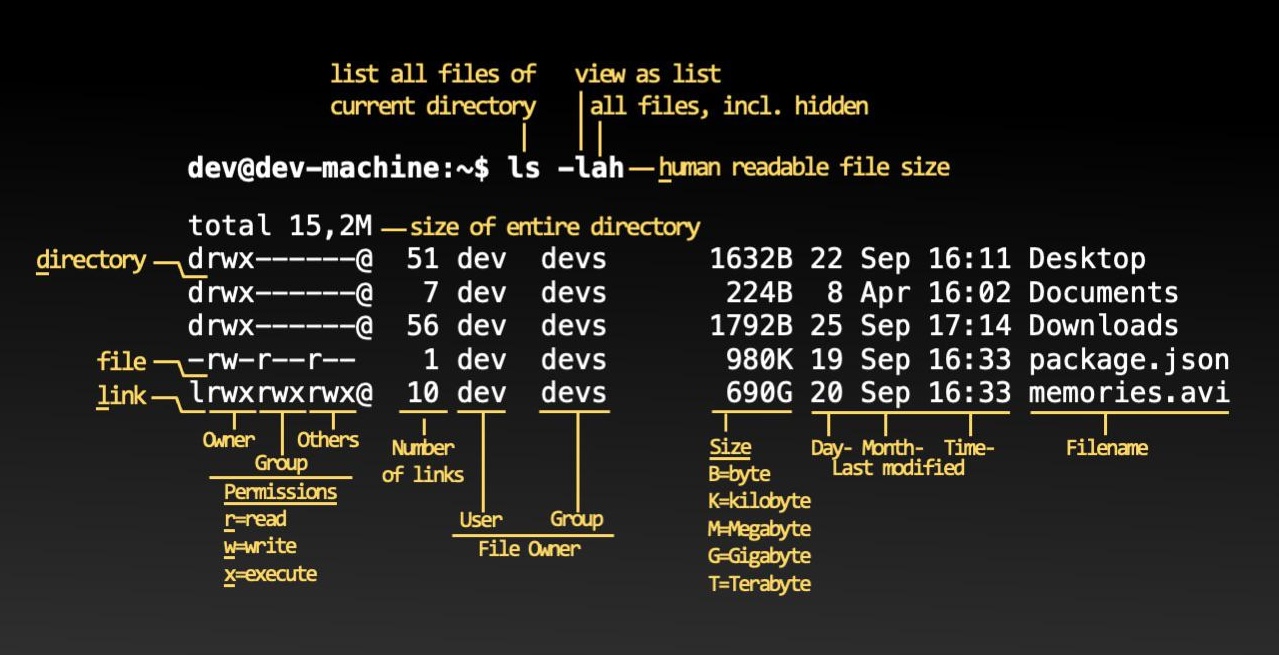 list all files of current directory
view as list
all files, incl. hidden
dev@dev-machine:~$ ls -lah
human readable file size
total 15,2M
size of entire directory
directory
drwx------@ 51 dev devs 1632B 22 Sep 16:11 Desktop
drwx------@ 7 dev devs 224B 8 Apr 16:02 Documents
drwx------@ 56 dev devs 1792B 25 Sep 17:14 Downloads
file
-rw-r--r-- 1 dev devs 980K 19 Sep 16:33 package.json
link
lrwxrwxrwx@ 10 dev devs 690G 20 Sep 16:33 memories.avi
Owner
Group
Others
Permissions
r=read
w=write
x=execute
Number
of links
User
Group
File Owner
Size
B=byte
K=kilobyte
M=Megabyte
G=Gigabyte
T=Terabyte
Day- Month- Time-
Last modified
Filename